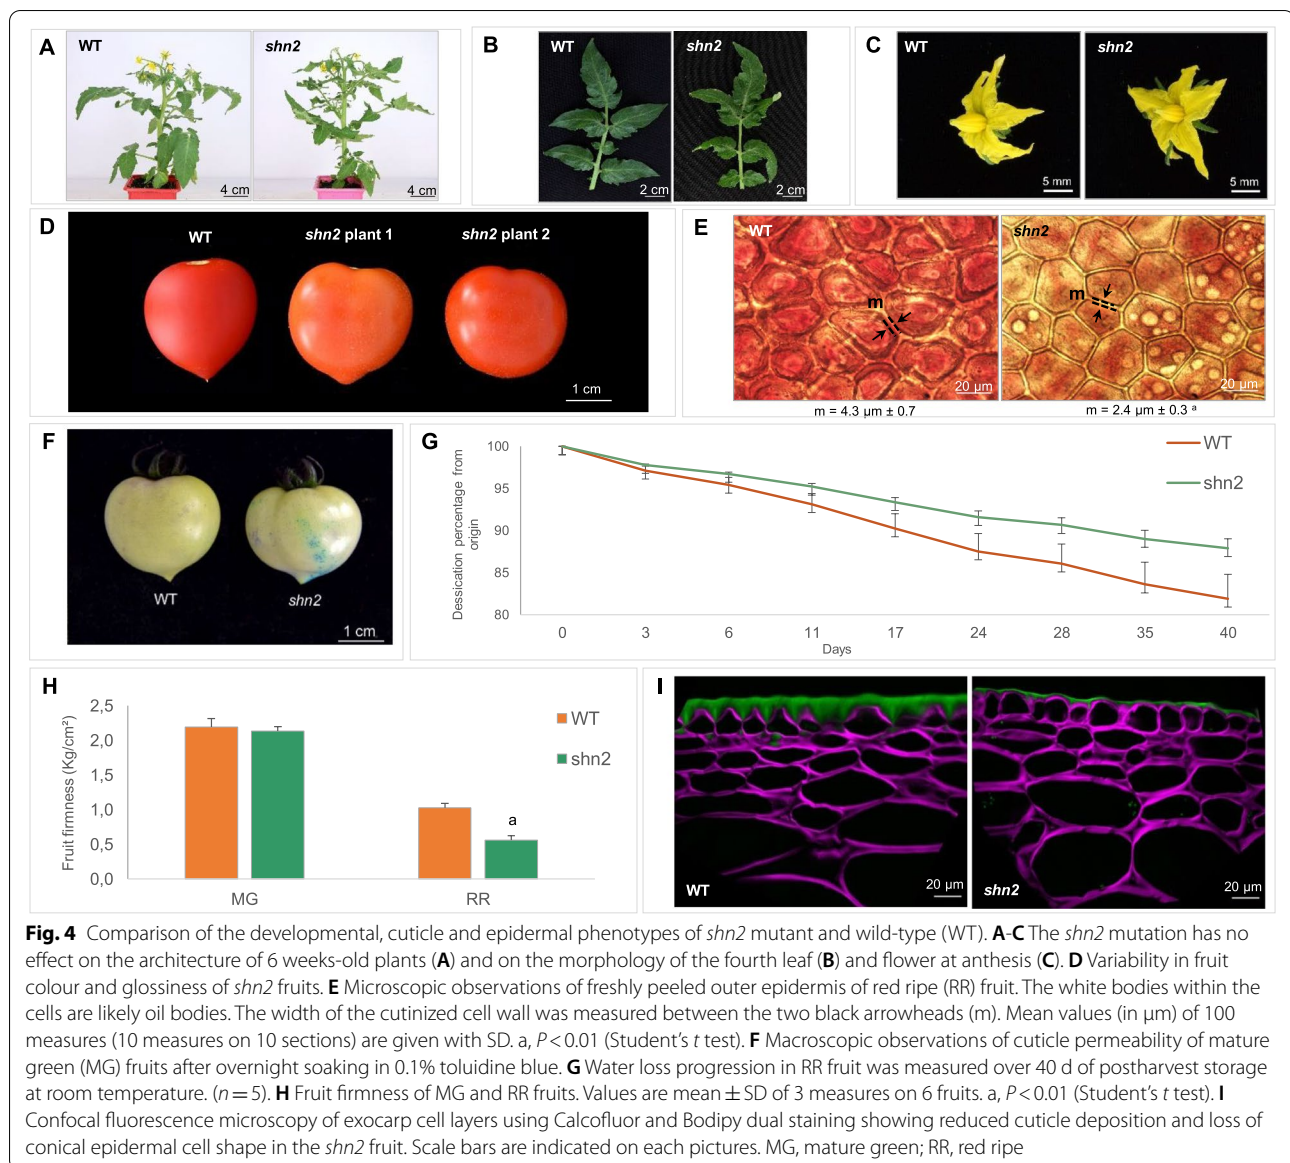 A
WT
shn2
4 cm
4 cm
B
WT
shn2
2 cm
2 cm
C
WT
shn2
5 mm
5 mm
D
WT
shn2 plant 1
shn2 plant 2
1 cm
E
WT
m
20 µm
m = 4.3 µm ± 0.7
shn2
m
20 µm
m = 2.4 µm ± 0.3 a
F
WT
shn2
1 cm
G
Dessication percentage from
origin
100
95
90
85
80
0 3 6 11 17 24 28 35 40
Days
WT
shn2
H
Fruit firmness (Kg/cm²)
2,5
2,0
1,5
1,0
0,5
0,0
a
MG RR
WT
shn2
I
WT
20 µm
shn2
20 µm
Fig. 4 Comparison of the developmental, cuticle and epidermal phenotypes of shn2 mutant and wild-type (WT). A-C The shn2 mutation has no
effect on the architecture of 6 weeks-old plants (A) and on the morphology of the fourth leaf (B) and flower at anthesis (C). D Variability in fruit
colour and glossiness of shn2 fruits. E Microscopic observations of freshly peeled outer epidermis of red ripe (RR) fruit. The white bodies within the
cells are likely oil bodies. The width of the cutinized cell wall was measured between the two black arrowheads (m). Mean values (in µm) of 100
measures (10 measures on 10 sections) are given with SD. a, P < 0.01 (Student's t test). F Macroscopic observations of cuticle permeability of mature
green (MG) fruits after overnight soaking in 0.1% toluidine blue. G Water loss progression in RR fruit was measured over 40 d of postharvest storage
at room temperature. (n = 5). H Fruit firmness of MG and RR fruits. Values are mean ± SD of 3 measures on 6 fruits. a, P < 0.01 (Student's t test). I
Confocal fluorescence microscopy of exocarp cell layers using Calcofluor and Bodipy dual staining showing reduced cuticle deposition and loss of
conical epidermal cell shape in the shn2 fruit. Scale bars are indicated on each pictures. MG, mature green; RR, red ripe